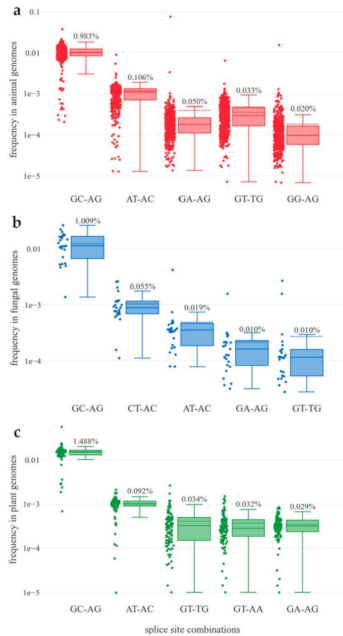 a
0.1
0.983%
0.01
0.106%
1e−3
0.050%
0.033%
0.020%
1e−4
1e−5
frequency in animal genomes
GC-AG AT-AC GA-AG GT-TG GG-AG
b
1.009%
0.01
0.055%
1e−3
0.019%
0.010%
0.010%
1e−4
frequency in fungal genomes
GC-AG CT-AC AT-AC GA-AG GT-TG
c
1.488%
0.01
0.092%
1e−3
0.034%
0.032%
0.029%
1e−4
1e−5
frequency in plant genomes
GC-AG AT-AC GT-TG GT-AA GA-AG
splice site combinations